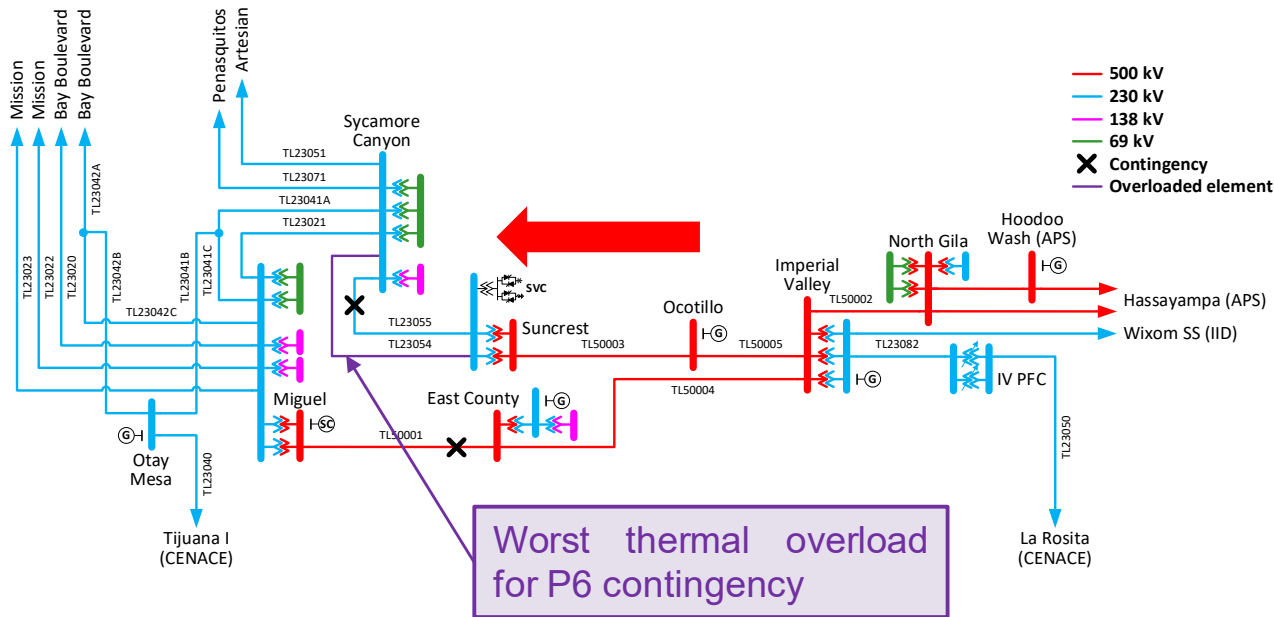 Mission
Mission
Bay Boulevard
Bay Boulevard
Penasquitos
Artesian
500 kV
230 kV
138 kV
69 kV
Contingency
Overloaded element
Sycamore
Canyon
TL23051
TL23071
TL23041A
TL23021
TL23042A
TL23023
TL23022
TL23020
TL23042B
TL23041B
TL23041C
TL23042C
Hoodoo
Wash (APS)
G
North Gila
Imperial
Valley
TL50002
Hassayampa (APS)
Wixom SS (IID)
SVC
Suncrest
TL23055
TL23054
Ocotillo
G
TL50003
TL50005
TL23082
IV PFC
G
TL50004
Miguel
SC
East County
G
TL50001
TL23050
G
Otay
Mesa
TL23040
Tijuana I
(CENACE)
La Rosita
(CENACE)
Worst thermal overload
for P6 contingency